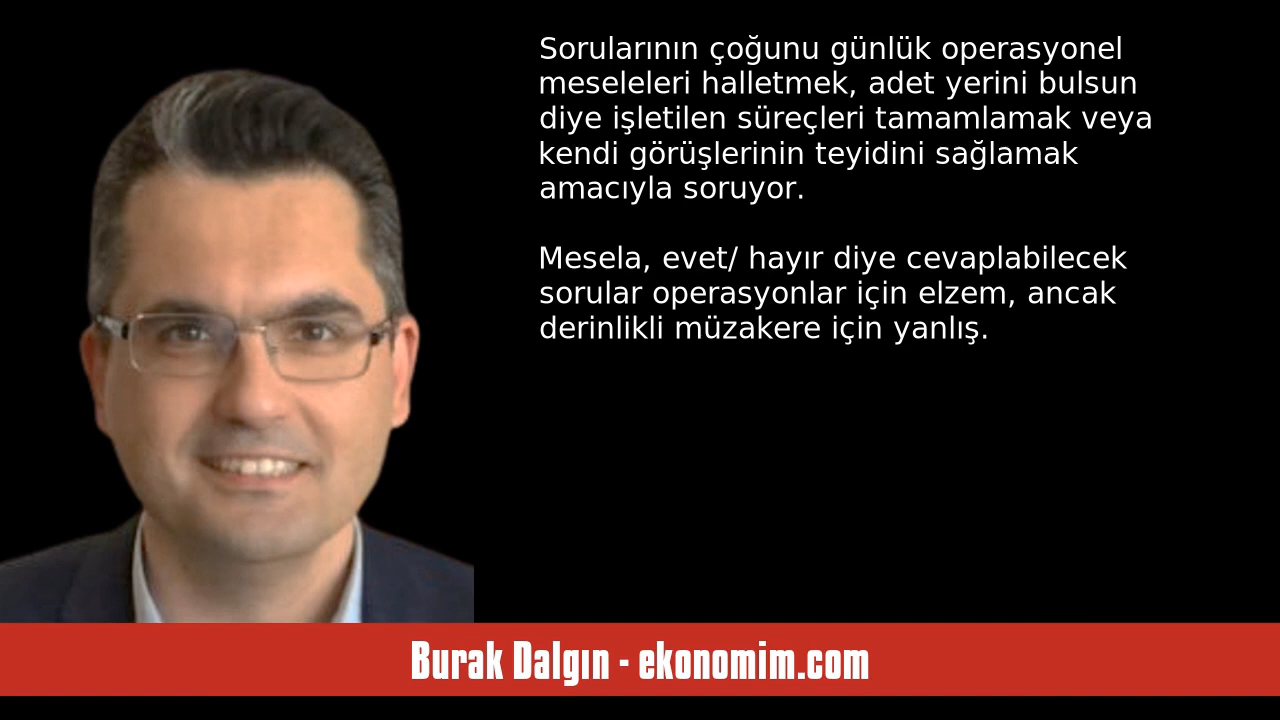 Sorularının çoğunu günlük operasyonel
meseleleri halletmek, adet yerini bulsun
diye işletilen süreçleri tamamlamak veya
kendi görüşlerinin teyidini sağlamak
amacıyla soruyor.
Mesela, evet/ hayır diye cevaplabilecek
sorular operasyonlar için elzem, ancak
derinlikli müzakere için yanlış.
Burak Dalgın - ekonomim.com